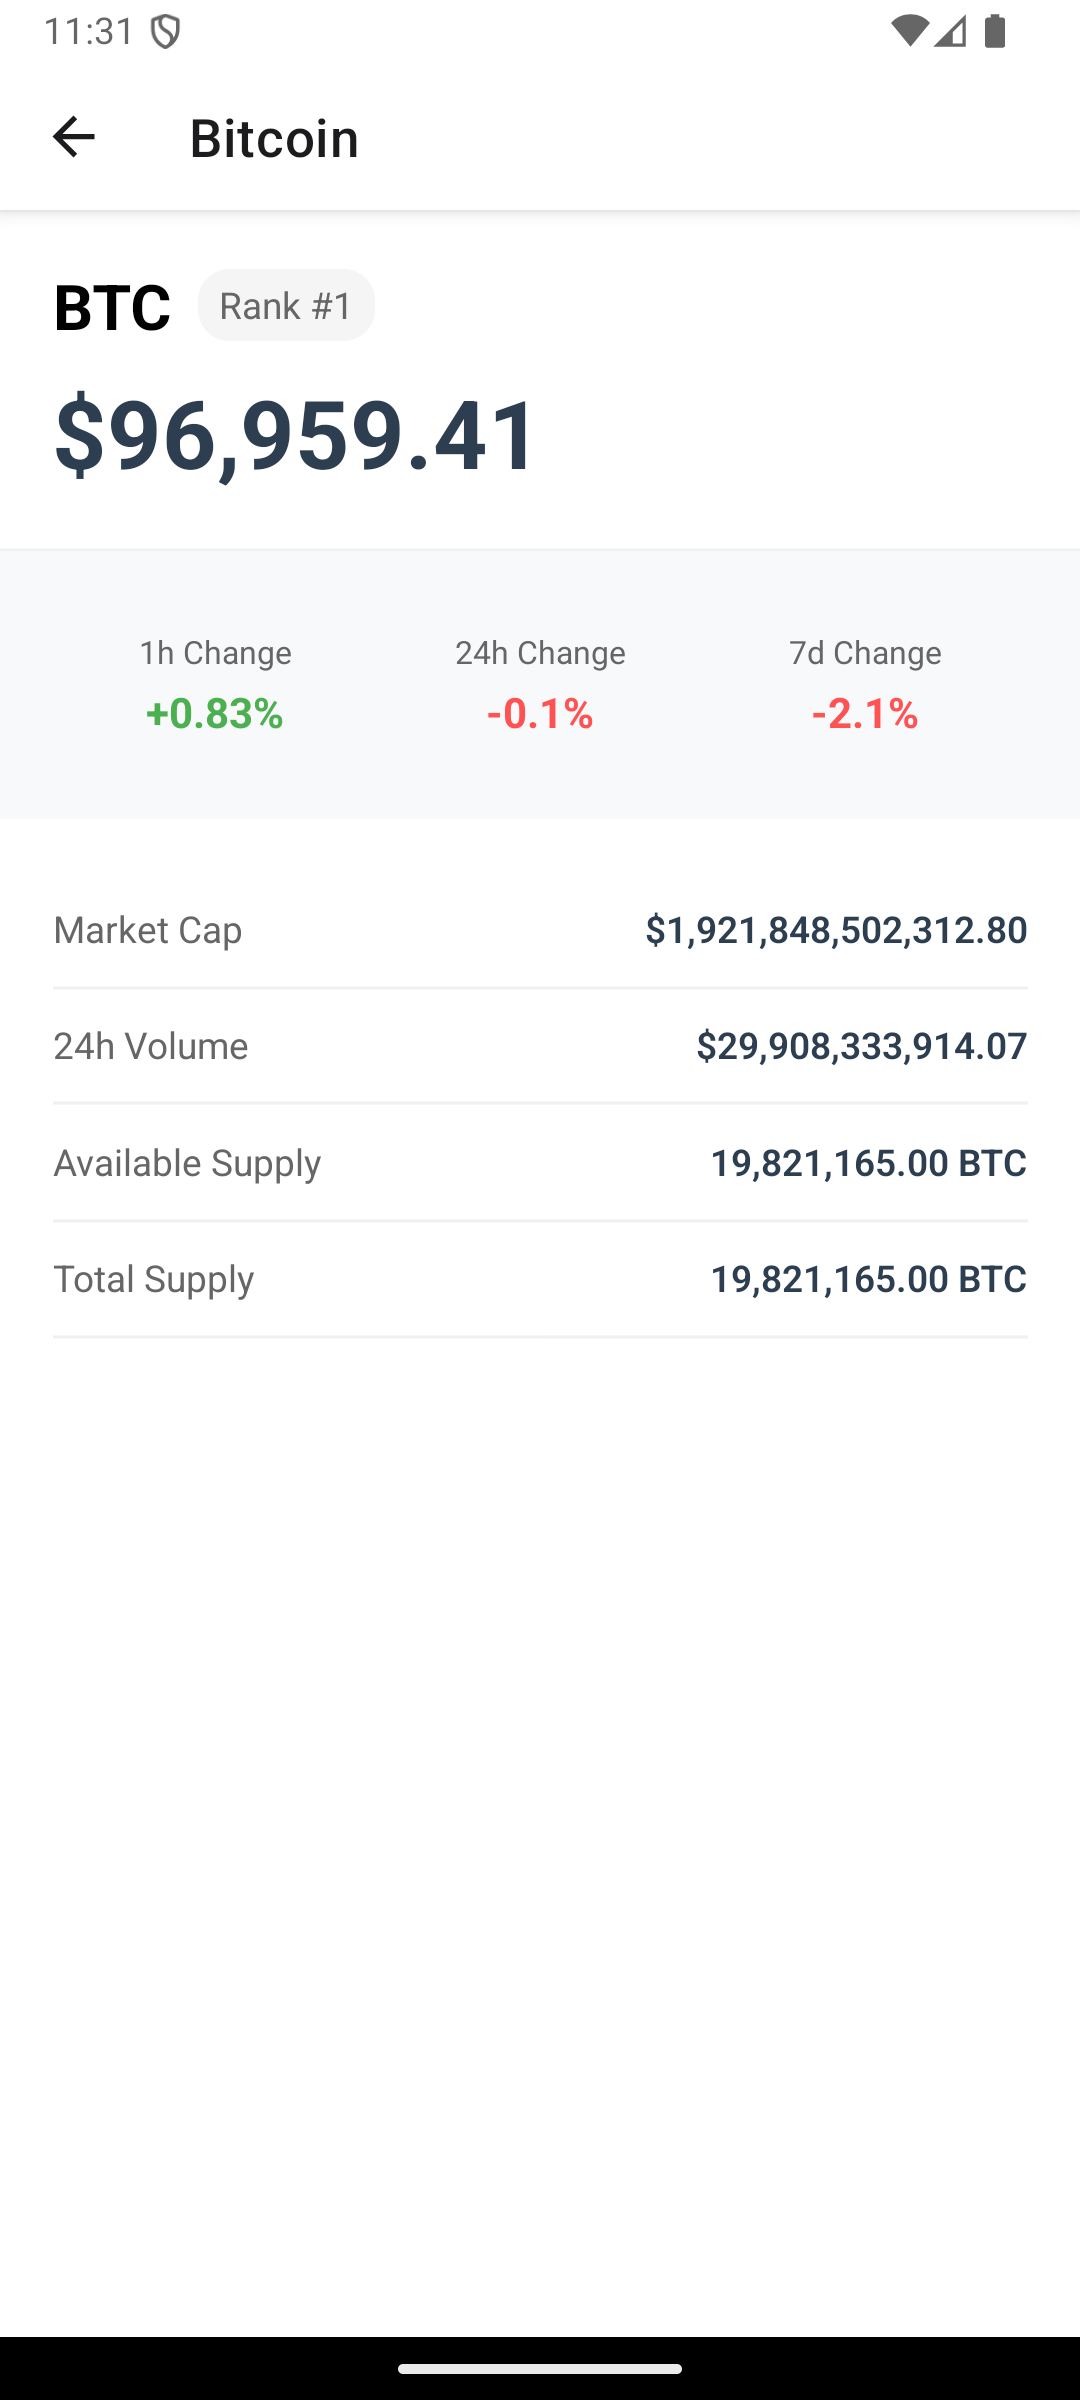 11:31
Bitcoin
BTC Rank #1
$96,959.41
1h Change 24h Change 7d Change
+0.83% -0.1% -2.1%
Market Cap $1,921,848,502,312.80
24h Volume $29,908,333,914.07
Available Supply 19,821,165.00 BTC
Total Supply 19,821,165.00 BTC